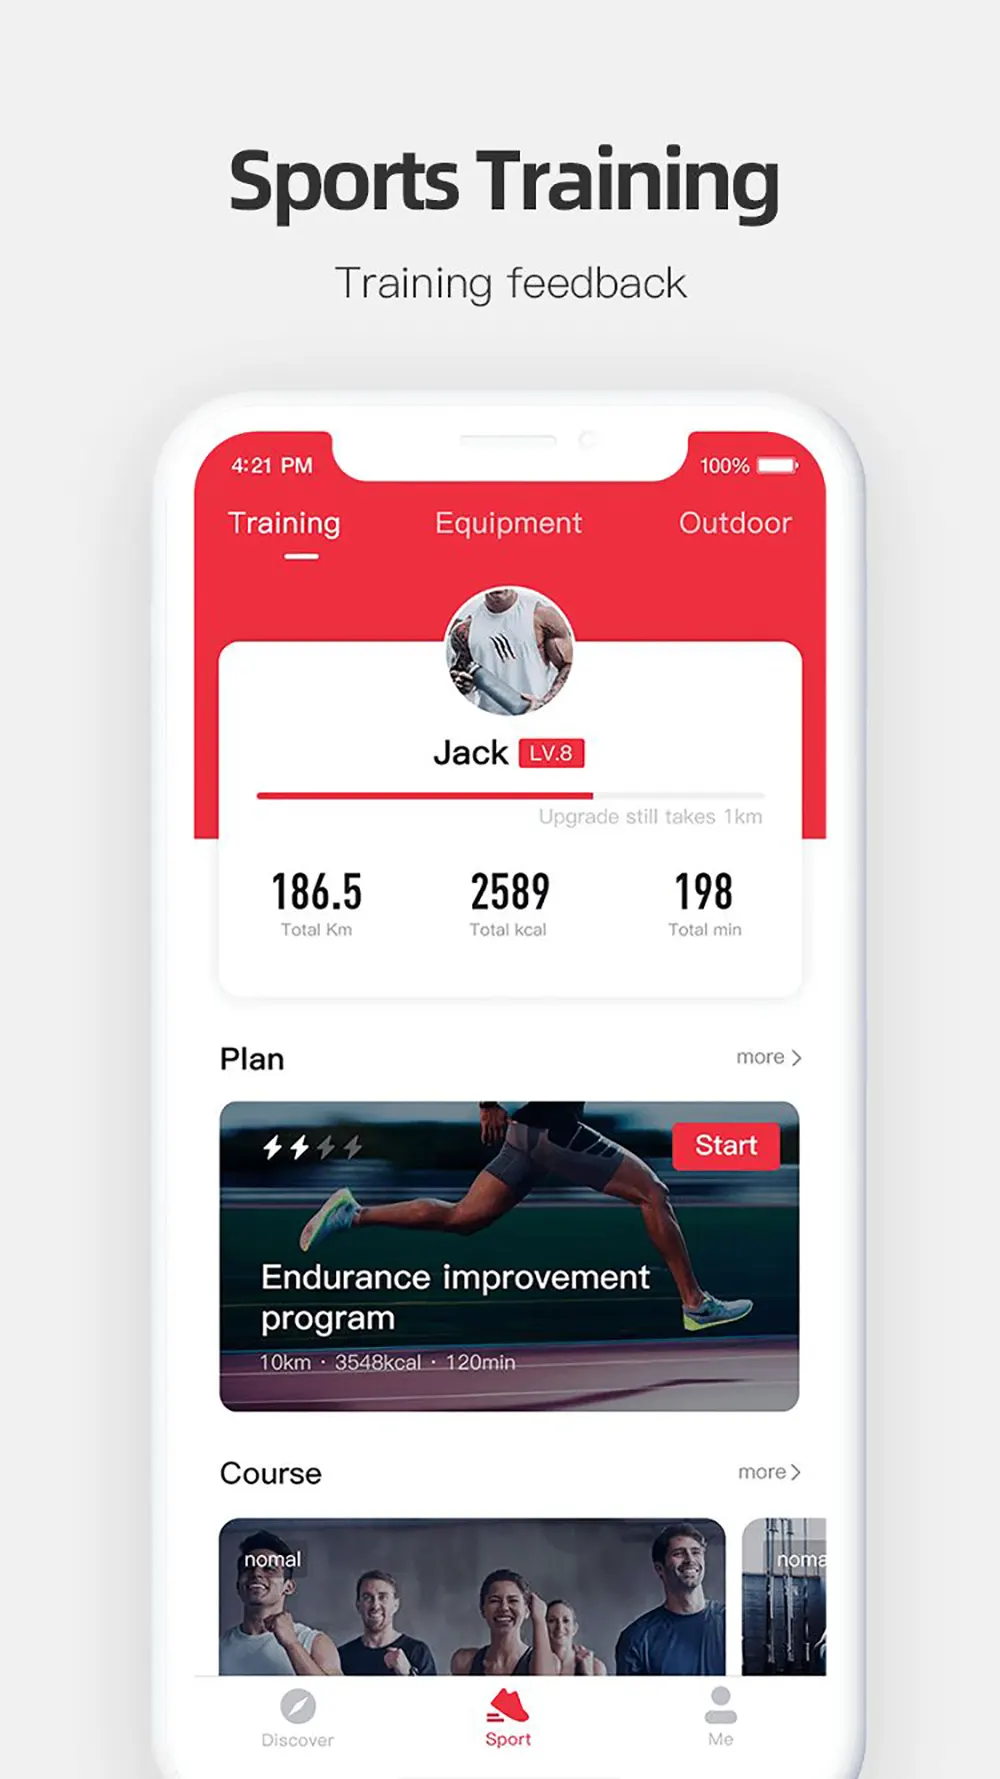 Sports Training
Training feedback
4:21 PM
100%
Training
Equipment
Outdoor
Jack LV.8
Upgrade still takes 1km
186.5
2589
198
Total Km
Total kcal
Total min
Plan
more
Start
Endurance improvement
program
10km · 3548kcal · 120min
Course
more
nomal
noma
Discover
Sport
Me